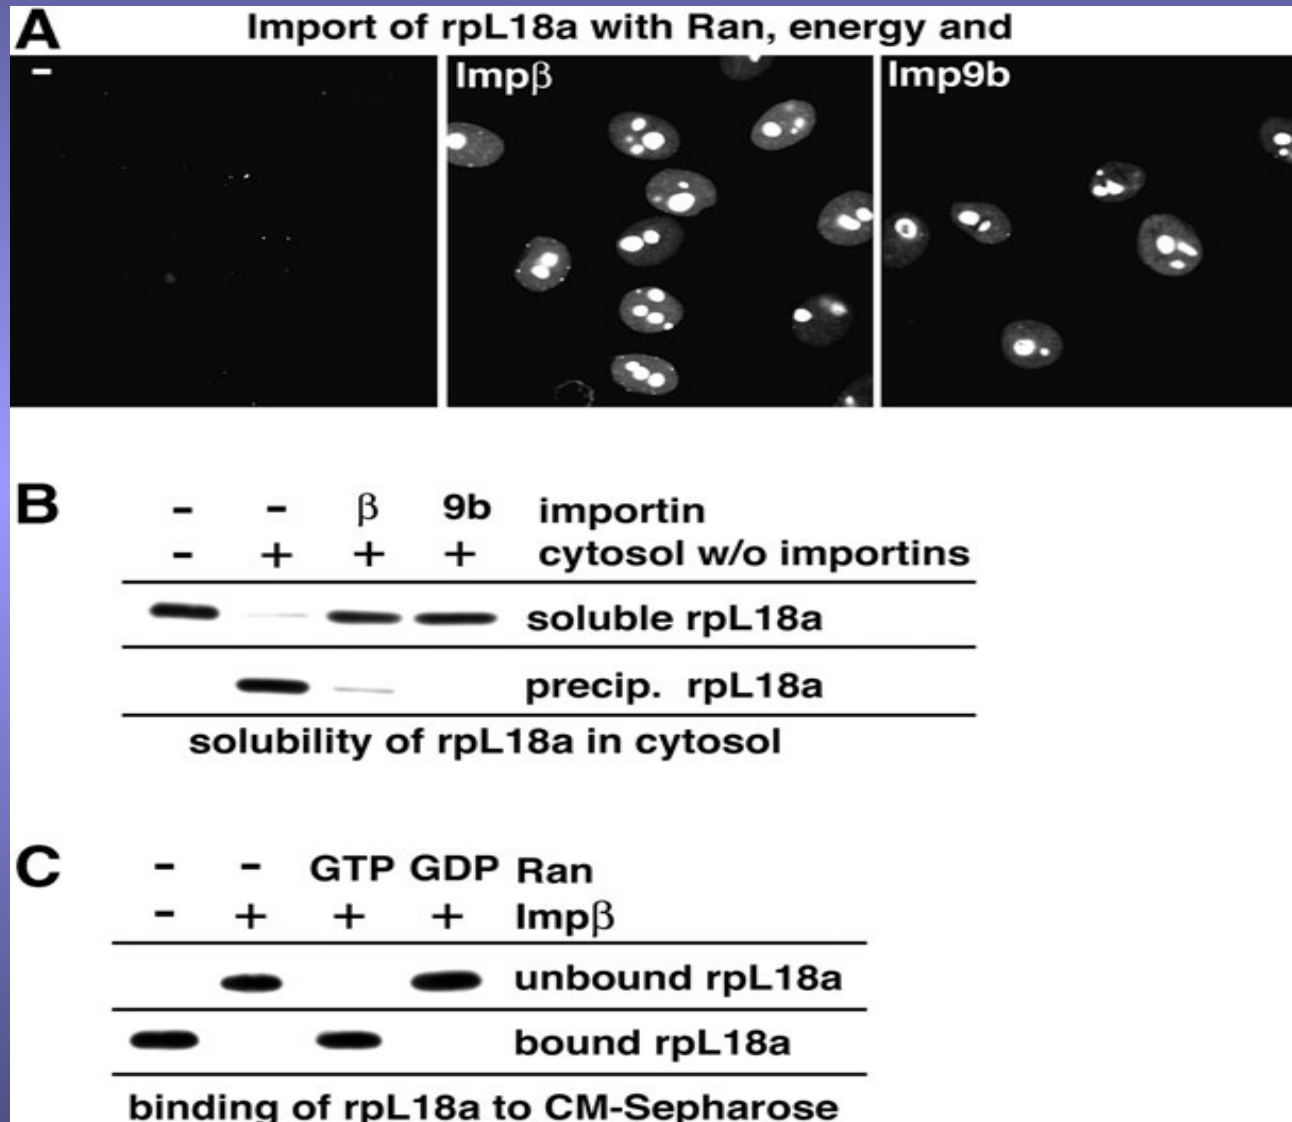 A
Import of rpL18a with Ran, energy and
-
Impβ
Imp9b
B
- - β 9b importin
- + + + cytosol w/o importins
soluble rpL18a
precip. rpL18a
solubility of rpL18a in cytosol
C
- - GTP GDP Ran
- + + + Impβ
unbound rpL18a
bound rpL18a
binding of rpL18a to CM-Sepharose